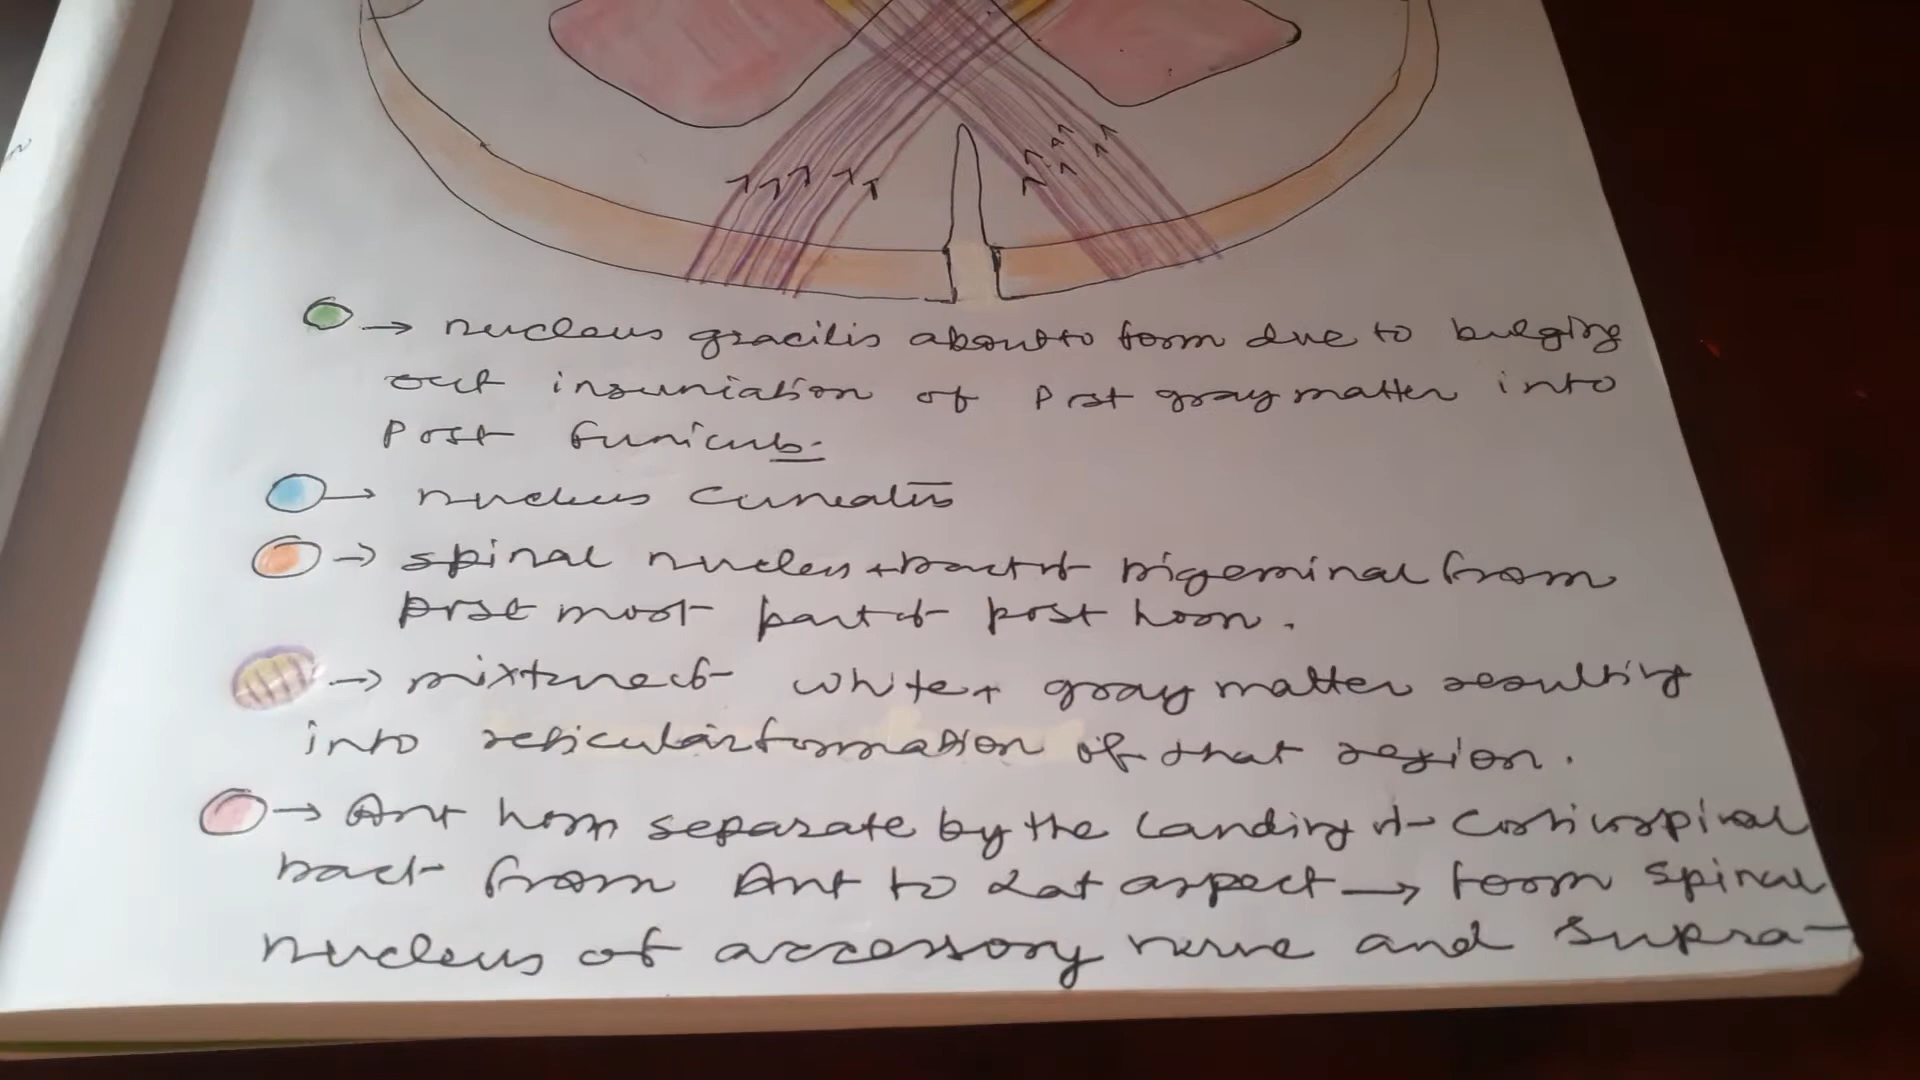 → nucleus gracilis about to form due to bulging
out insuniation of Post gray matter into
Post funiculs.
→ nucleus cuneatus
→ spinal nucleus + tract of trigeminal from
post most part of post horn.
→ mixture of white + gray matter resulting
into reticular formation of that region.
→ Ant horn separate by the landing of corticospinal
tract from Ant to Lat aspect → form spinal
nucleus of accessory nerve and supra-